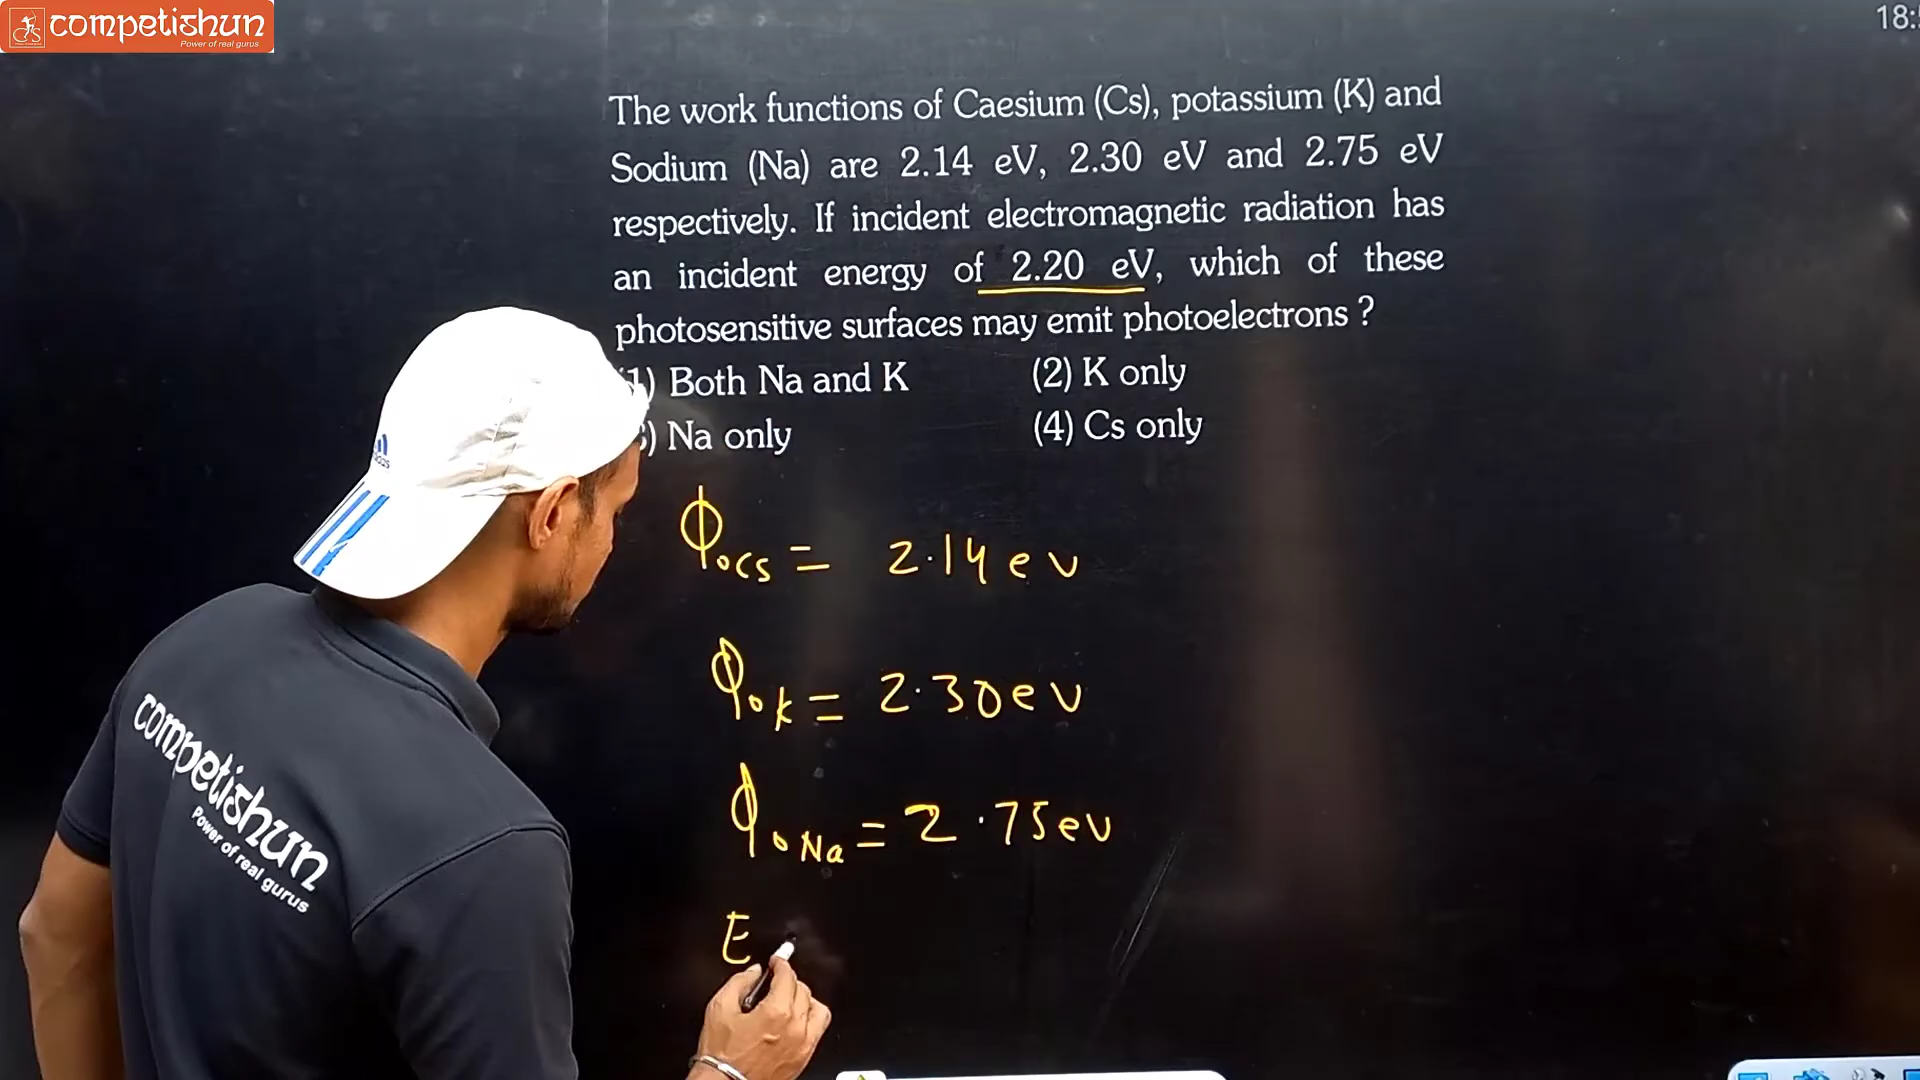 competishun
Power of real gurus
18:
The work functions of Caesium (Cs), potassium (K) and
Sodium (Na) are 2.14 eV, 2.30 eV and 2.75 eV
respectively. If incident electromagnetic radiation has
an incident energy of 2.20 eV, which of these
photosensitive surfaces may emit photoelectrons ?
1) Both Na and K (2) K only
) Na only (4) Cs only
adidas
ϕ₀cs = 2.14 ev
ϕ₀k = 2.30 ev
ϕ₀Na = 2.75 ev
E
competishun
Power of real gurus